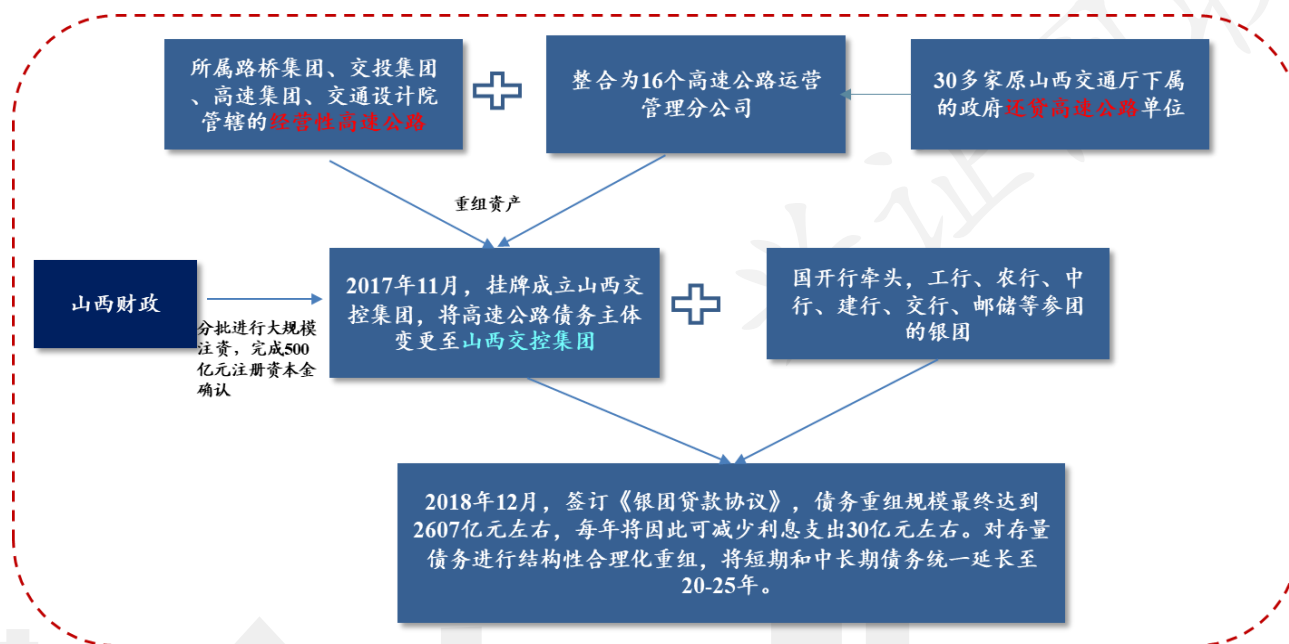 所属路桥集团、交投集团
、高速集团、交通设计院
管辖的经营性高速公路
整合为16个高速公路运营
管理分公司
30多家原山西交通厅下属
的政府还贷高速公路单位
重组资产
山西财政
分批进行大规模
注资，完成500
亿元注册资本金
确认
2017年11月，挂牌成立山西交
控集团，将高速公路债务主体
变更至山西交控集团
国开行牵头，工行、农行、中
行、建行、交行、邮储等参团
的银团
2018年12月，签订《银团贷款协议》，债务重组规模最终达到
2607亿元左右，每年将因此可减少利息支出30亿元左右。对存量
债务进行结构性合理化重组，将短期和中长期债务统一延长至
20-25年。